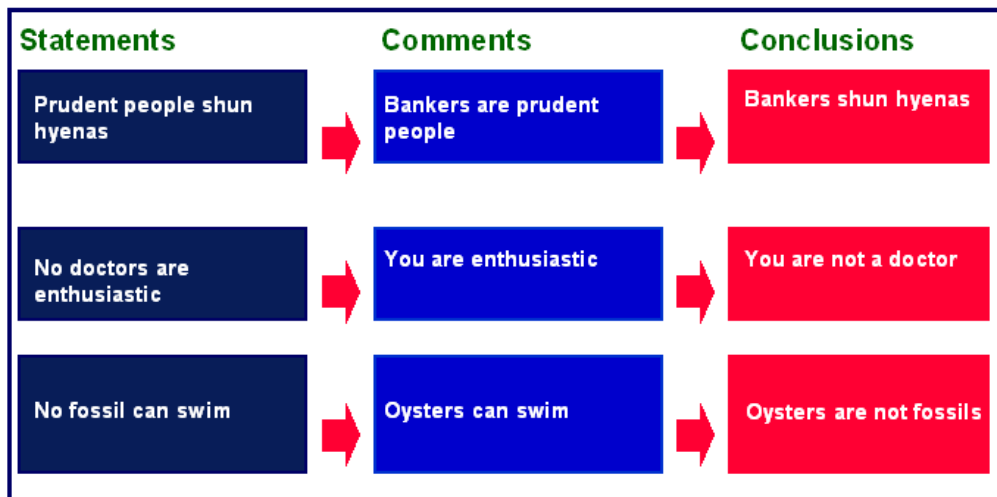 Statements
Comments
Conclusions
Prudent people shun
hyenas
Bankers are prudent
people
Bankers shun hyenas
No doctors are
enthusiastic
You are enthusiastic
You are not a doctor
No fossil can swim
Oysters can swim
Oysters are not fossils